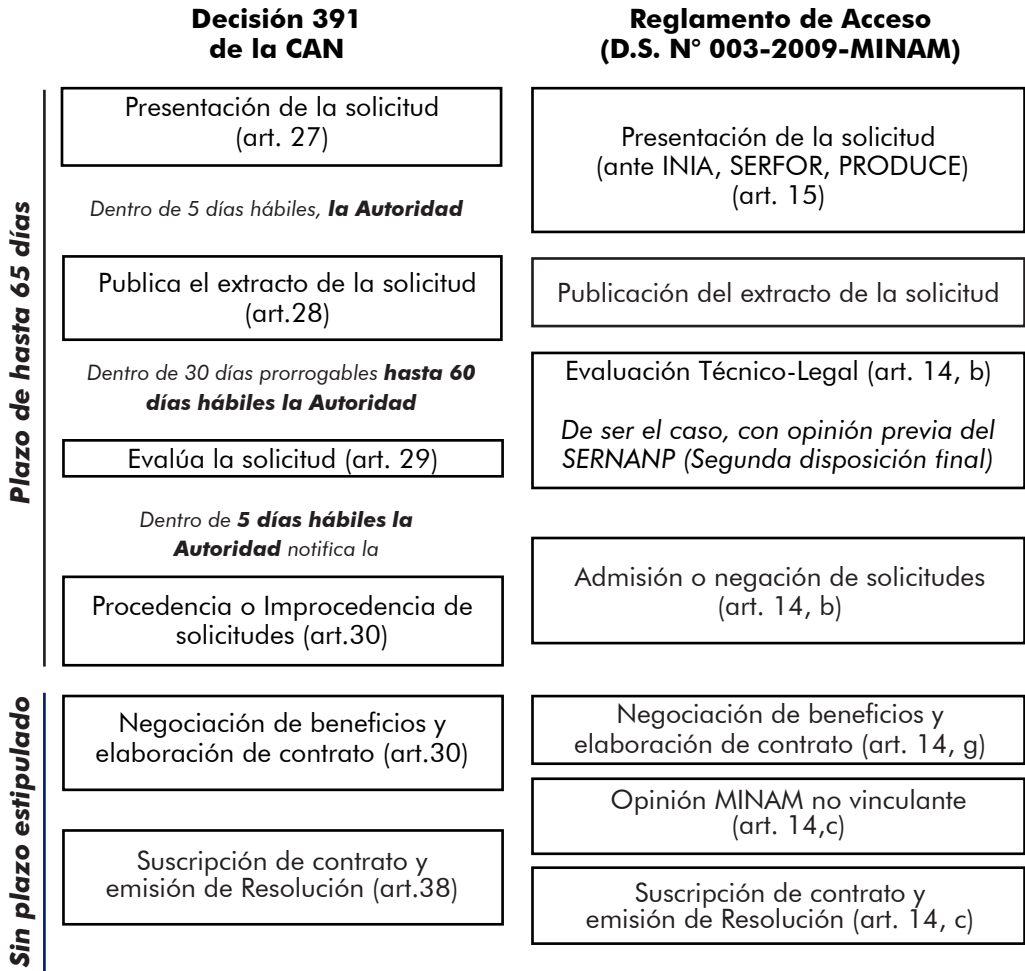 Decisión 391
de la CAN
Reglamento de Acceso
(D.S. N° 003-2009-MINAM)
Plazo de hasta 65 días
Presentación de la solicitud
(art. 27)
Dentro de 5 días hábiles, la Autoridad
Publica el extracto de la solicitud
(art.28)
Dentro de 30 días prorrogables hasta 60
días hábiles la Autoridad
Evalúa la solicitud (art. 29)
Dentro de 5 días hábiles la
Autoridad notifica la
Procedencia o Improcedencia de
solicitudes (art.30)
Presentación de la solicitud
(ante INIA, SERFOR, PRODUCE)
(art. 15)
Publicación del extracto de la solicitud
Evaluación Técnico-Legal (art. 14, b)
De ser el caso, con opinión previa del
SERNANP (Segunda disposición final)
Admisión o negación de solicitudes
(art. 14, b)
Sin plazo estipulado
Negociación de beneficios y
elaboración de contrato (art.30)
Suscripción de contrato y
emisión de Resolución (art.38)
Negociación de beneficios y
elaboración de contrato (art. 14, g)
Opinión MINAM no vinculante
(art. 14,c)
Suscripción de contrato y
emisión de Resolución (art. 14, c)